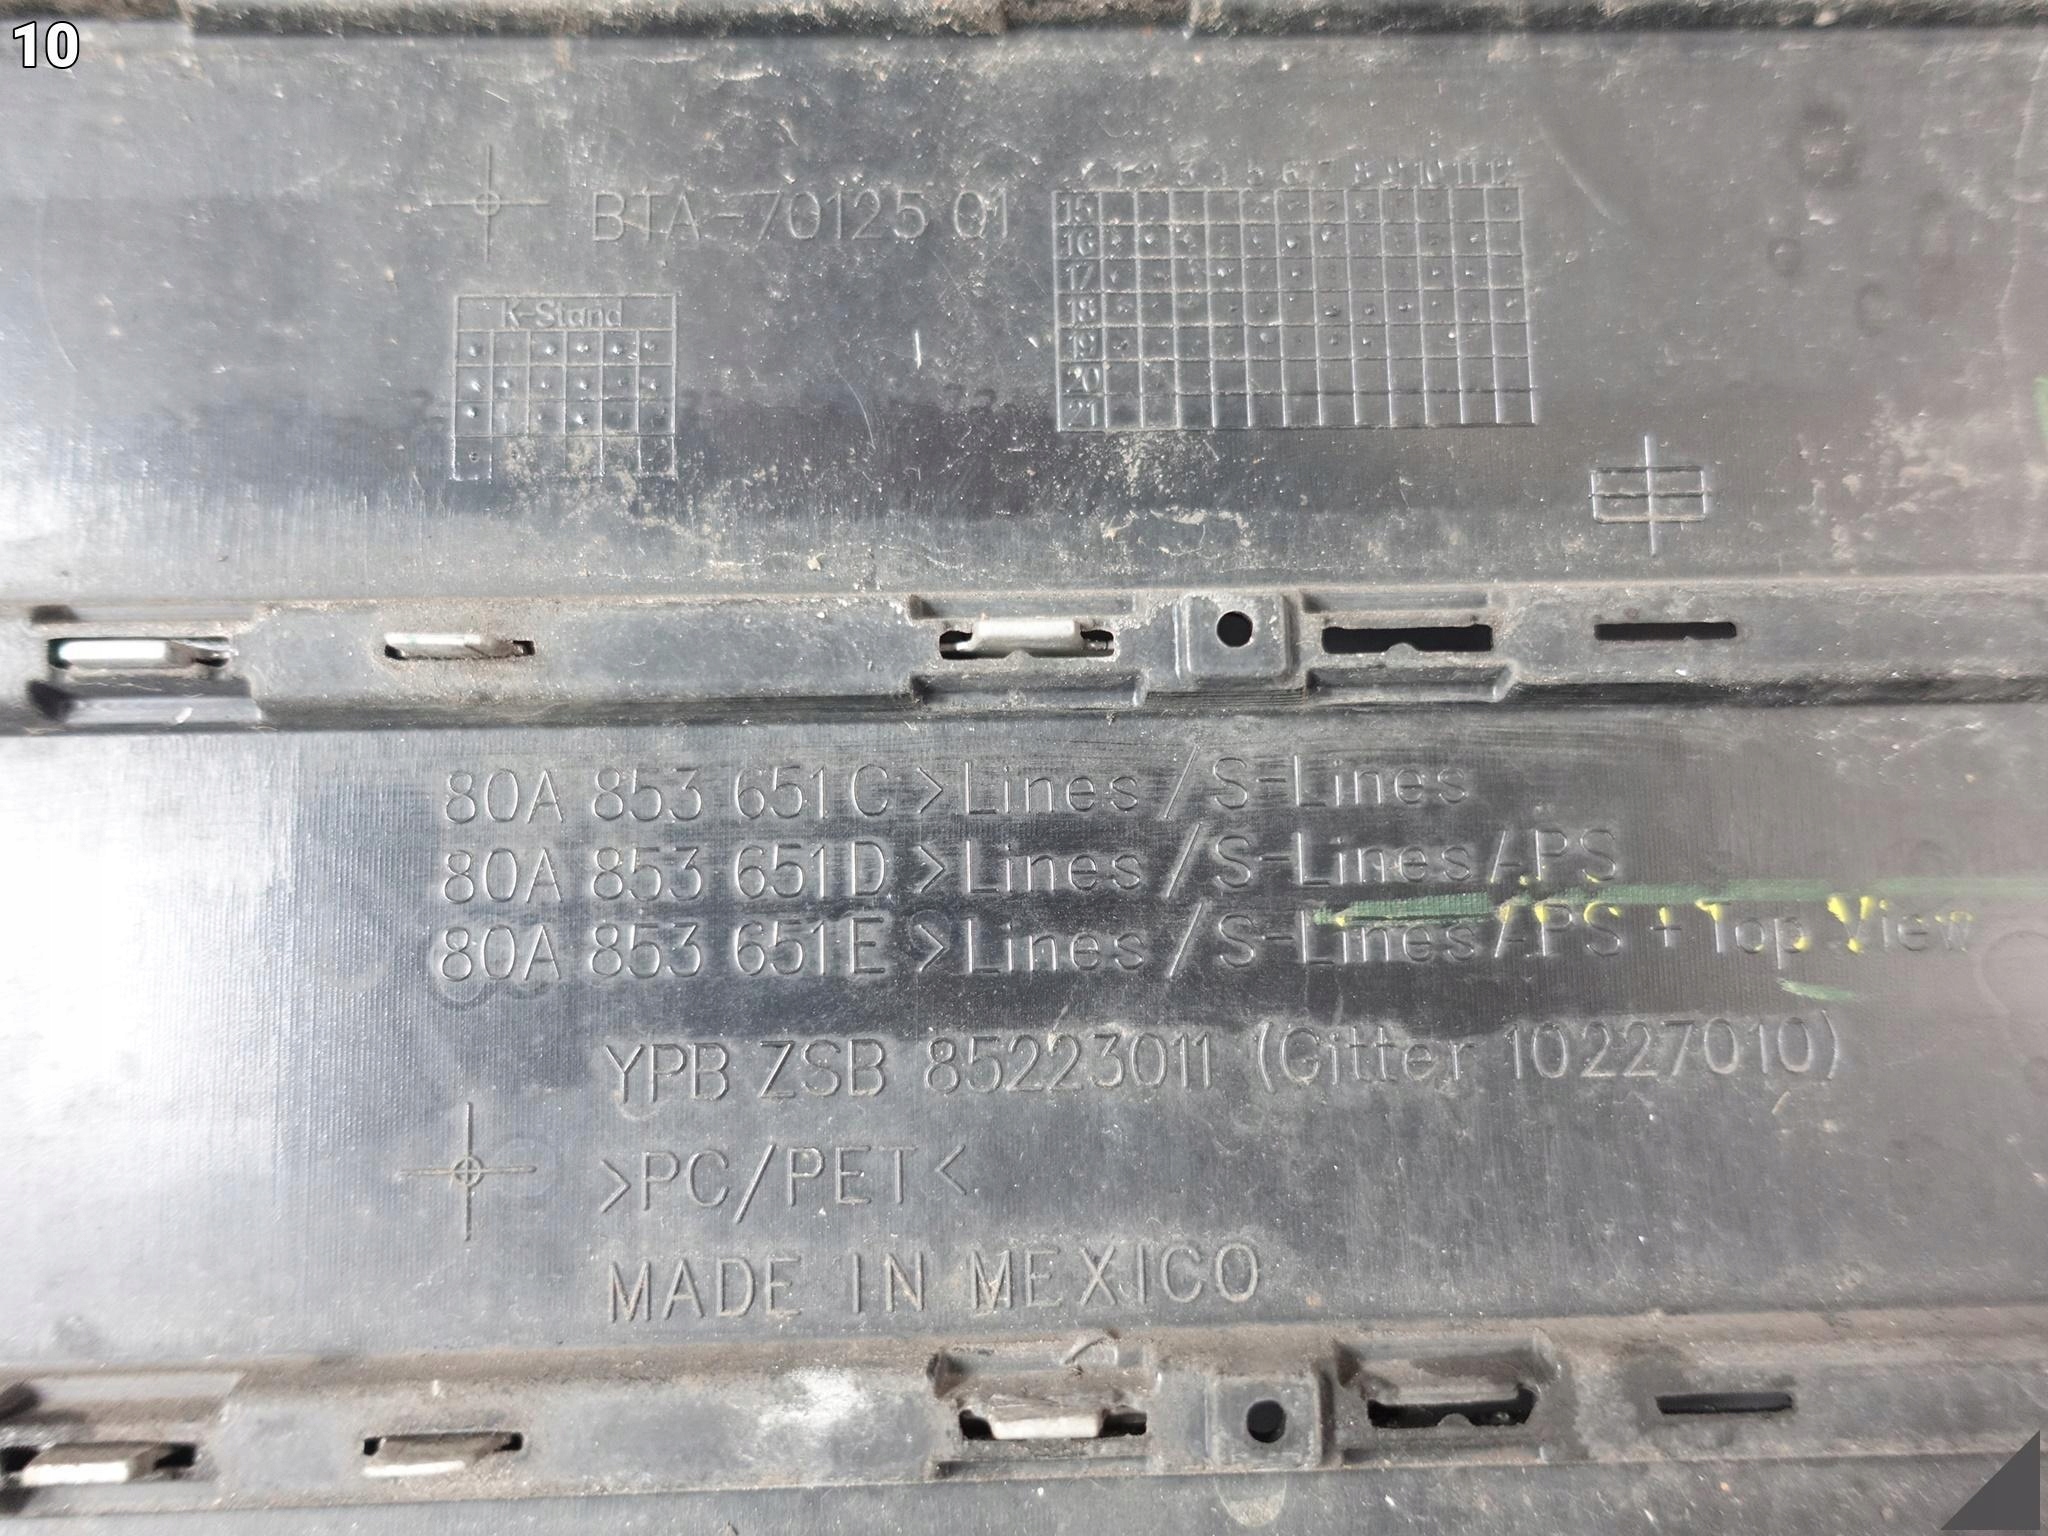 10
BTA-70125 01
1 2 3 4 5 6 7 8 9 10 11 12
15
16
17
18
19
20
21
K-Stand
80A 853 651 C >Lines / S-Lines
80A 853 651 D >Lines / S-Lines / APS
80A 853 651 E >Lines / S-Lines / APS + Top View
YPB ZSB 85223011 (Gitter 10227010)
>PC/PET<
MADE IN MEXICO